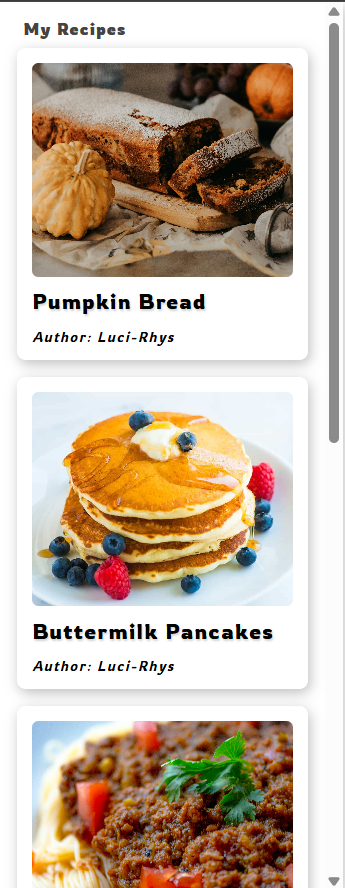 My Recipes
Pumpkin Bread
Author: Luci-Rhys
Buttermilk Pancakes
Author: Luci-Rhys